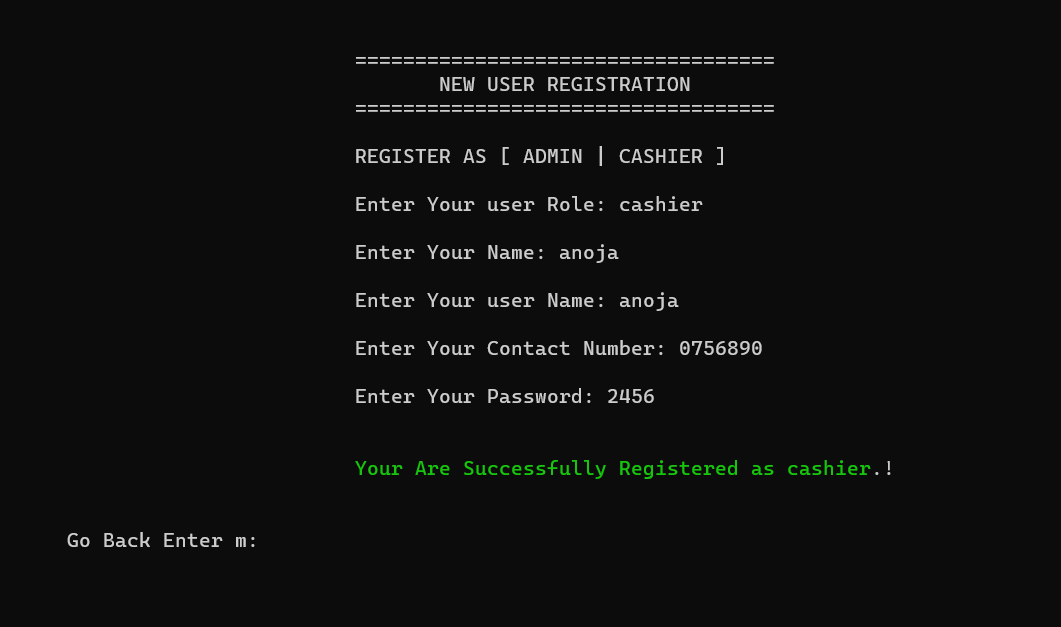 ===================================
NEW USER REGISTRATION
===================================
REGISTER AS [ ADMIN | CASHIER ]
Enter Your user Role: cashier
Enter Your Name: anoja
Enter Your user Name: anoja
Enter Your Contact Number: 0756890
Enter Your Password: 2456
Your Are Successfully Registered as cashier.!
Go Back Enter m: